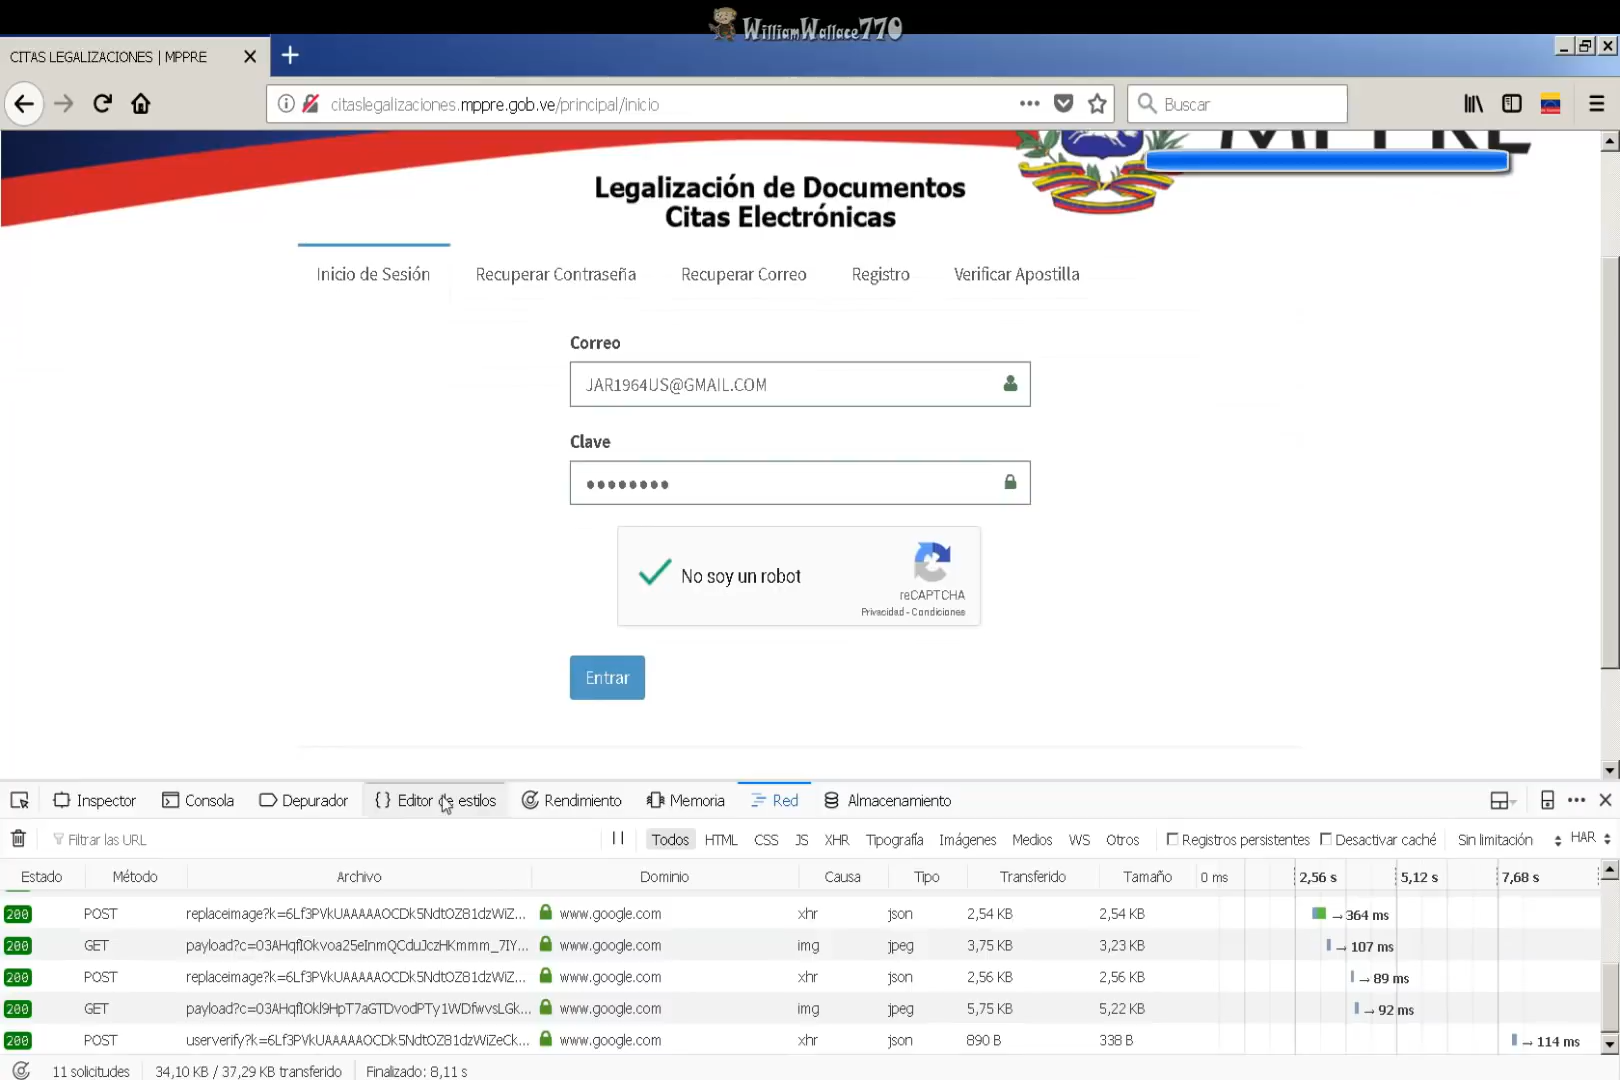 WilliamWallace770
CITAS LEGALIZACIONES | MPPRE
citaslegalizaciones.mppre.gob.ve/principal/inicio
Buscar
MPPRE
Legalización de Documentos
Citas Electrónicas
Inicio de Sesión Recuperar Contraseña Recuperar Correo Registro Verificar Apostilla
Correo
JAR1964US@GMAIL.COM
Clave
No soy un robot
reCAPTCHA
Privacidad - Condiciones
Entrar
Inspector Consola Depurador Editor de estilos Rendimiento Memoria Red Almacenamiento
Filtrar las URL Todos HTML CSS JS XHR Tipografía Imágenes Medios WS Otros Registros persistentes Desactivar caché Sin limitación HAR
Estado Método Archivo Dominio Causa Tipo Transferido Tamaño 0 ms 2,56 s 5,12 s 7,68 s
200 POST replaceimage?k=6Lf3PVkUAAAAAOCDk5NdtOZ81dzWiZ... www.google.com xhr json 2,54 KB 2,54 KB → 364 ms
200 GET payload?c=03AHqfIOkvoa25eInmQCduJczHKmmm_7IY... www.google.com img jpeg 3,75 KB 3,23 KB → 107 ms
200 POST replaceimage?k=6Lf3PVkUAAAAAOCDk5NdtOZ81dzWiZ... www.google.com xhr json 2,56 KB 2,56 KB → 89 ms
200 GET payload?c=03AHqfIOkl9HpT7aGTDvodPTy1WDfwvsLGk... www.google.com img jpeg 5,75 KB 5,22 KB → 92 ms
200 POST userverify?k=6Lf3PVkUAAAAAOCDk5NdtOZ81dzWiZeCk... www.google.com xhr json 890 B 338 B → 114 ms
11 solicitudes 34,10 KB / 37,29 KB transferido Finalizado: 8,11 s